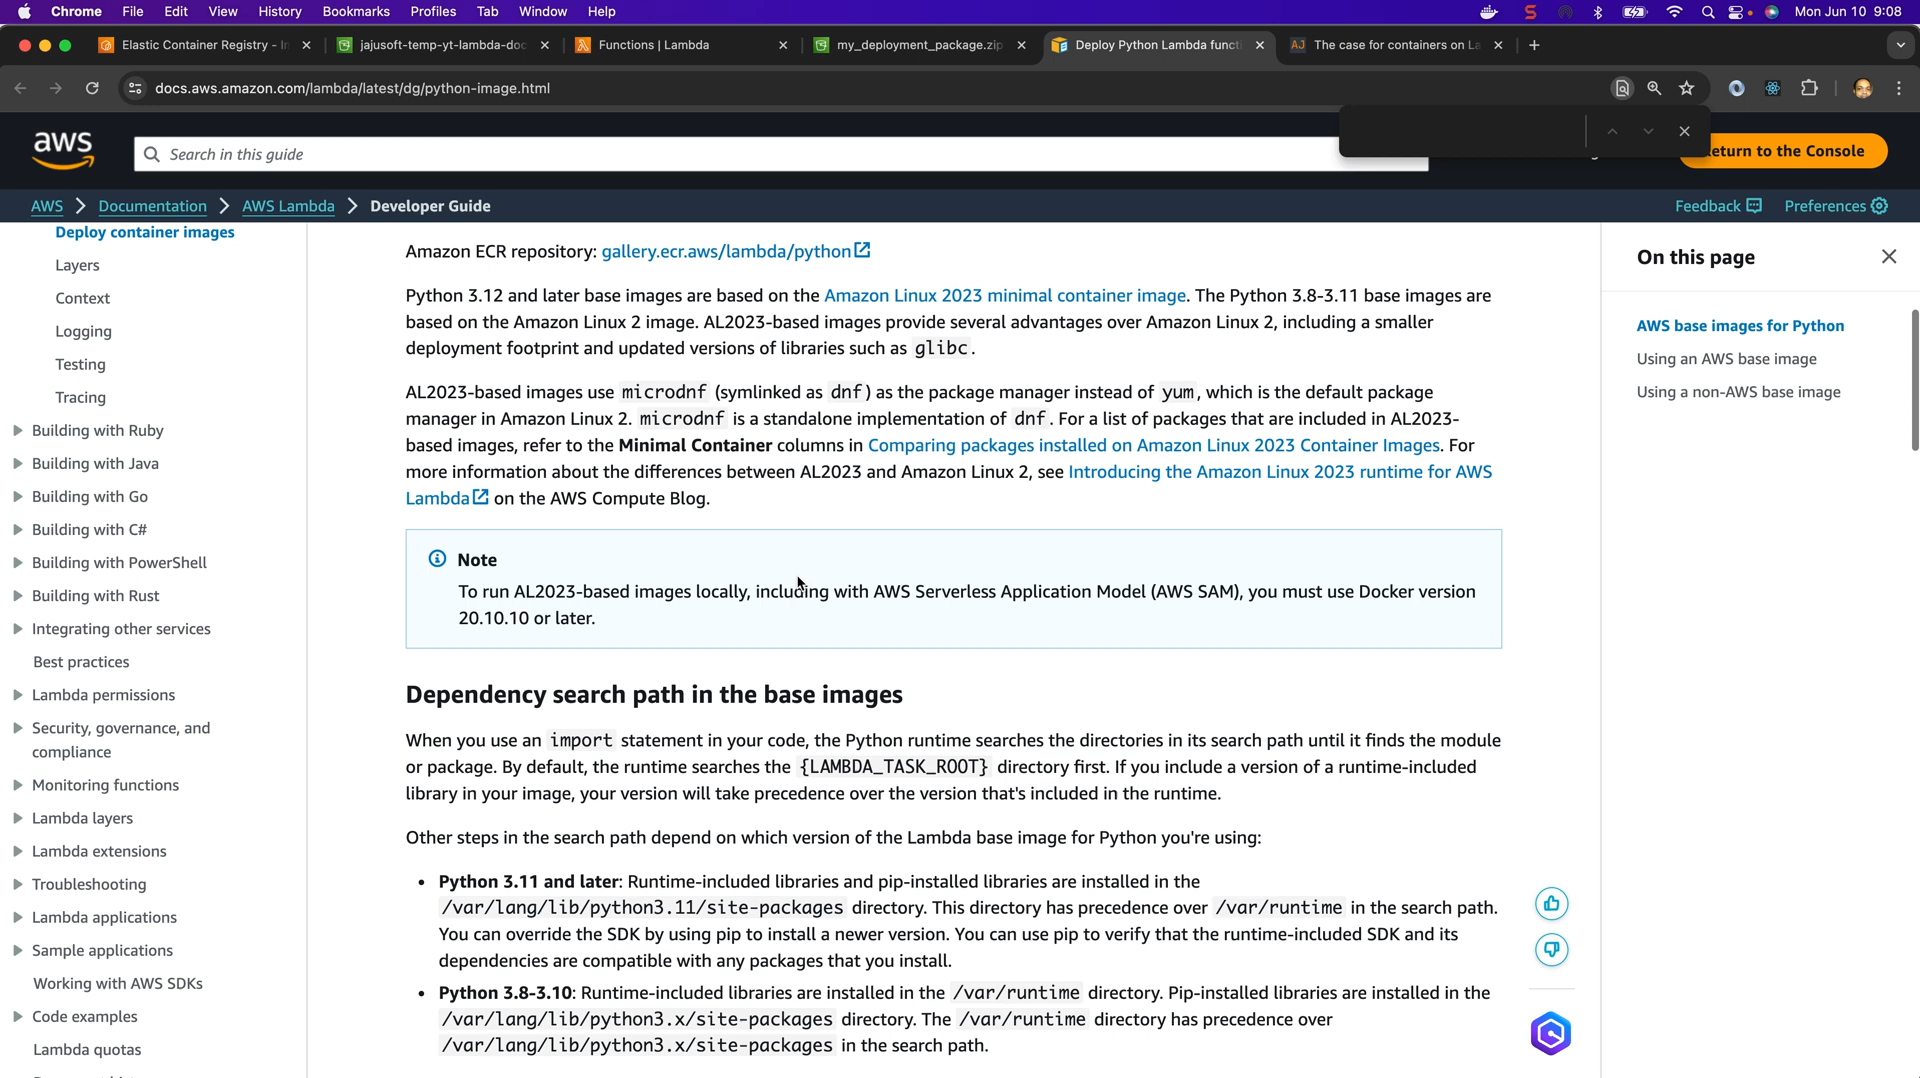 Chrome File Edit View History Bookmarks Profiles Tab Window Help Mon Jun 10 9:08
Elastic Container Registry - jajusoft-temp-yt-lambda-doc Functions | Lambda my_deployment_package.zip Deploy Python Lambda functi The case for containers on La
docs.aws.amazon.com/lambda/latest/dg/python-image.html
aws
Search in this guide
eturn to the Console
AWS Documentation AWS Lambda Developer Guide
Feedback Preferences
Deploy container images
Layers
Context
Logging
Testing
Tracing
Building with Ruby
Building with Java
Building with Go
Building with C#
Building with PowerShell
Building with Rust
Integrating other services
Best practices
Lambda permissions
Security, governance, and
compliance
Monitoring functions
Lambda layers
Lambda extensions
Troubleshooting
Lambda applications
Sample applications
Working with AWS SDKs
Code examples
Lambda quotas
Amazon ECR repository: gallery.ecr.aws/lambda/python
Python 3.12 and later base images are based on the Amazon Linux 2023 minimal container image. The Python 3.8-3.11 base images are
based on the Amazon Linux 2 image. AL2023-based images provide several advantages over Amazon Linux 2, including a smaller
deployment footprint and updated versions of libraries such as glibc.
AL2023-based images use microdnf (symlinked as dnf) as the package manager instead of yum, which is the default package
manager in Amazon Linux 2. microdnf is a standalone implementation of dnf. For a list of packages that are included in AL2023-
based images, refer to the Minimal Container columns in Comparing packages installed on Amazon Linux 2023 Container Images. For
more information about the differences between AL2023 and Amazon Linux 2, see Introducing the Amazon Linux 2023 runtime for AWS
Lambda on the AWS Compute Blog.
Note
To run AL2023-based images locally, including with AWS Serverless Application Model (AWS SAM), you must use Docker version
20.10.10 or later.
Dependency search path in the base images
When you use an import statement in your code, the Python runtime searches the directories in its search path until it finds the module
or package. By default, the runtime searches the {LAMBDA_TASK_ROOT} directory first. If you include a version of a runtime-included
library in your image, your version will take precedence over the version that's included in the runtime.
Other steps in the search path depend on which version of the Lambda base image for Python you're using:
• Python 3.11 and later: Runtime-included libraries and pip-installed libraries are installed in the
/var/lang/lib/python3.11/site-packages directory. This directory has precedence over /var/runtime in the search path.
You can override the SDK by using pip to install a newer version. You can use pip to verify that the runtime-included SDK and its
dependencies are compatible with any packages that you install.
• Python 3.8-3.10: Runtime-included libraries are installed in the /var/runtime directory. Pip-installed libraries are installed in the
/var/lang/lib/python3.x/site-packages directory. The /var/runtime directory has precedence over
/var/lang/lib/python3.x/site-packages in the search path.
On this page
AWS base images for Python
Using an AWS base image
Using a non-AWS base image